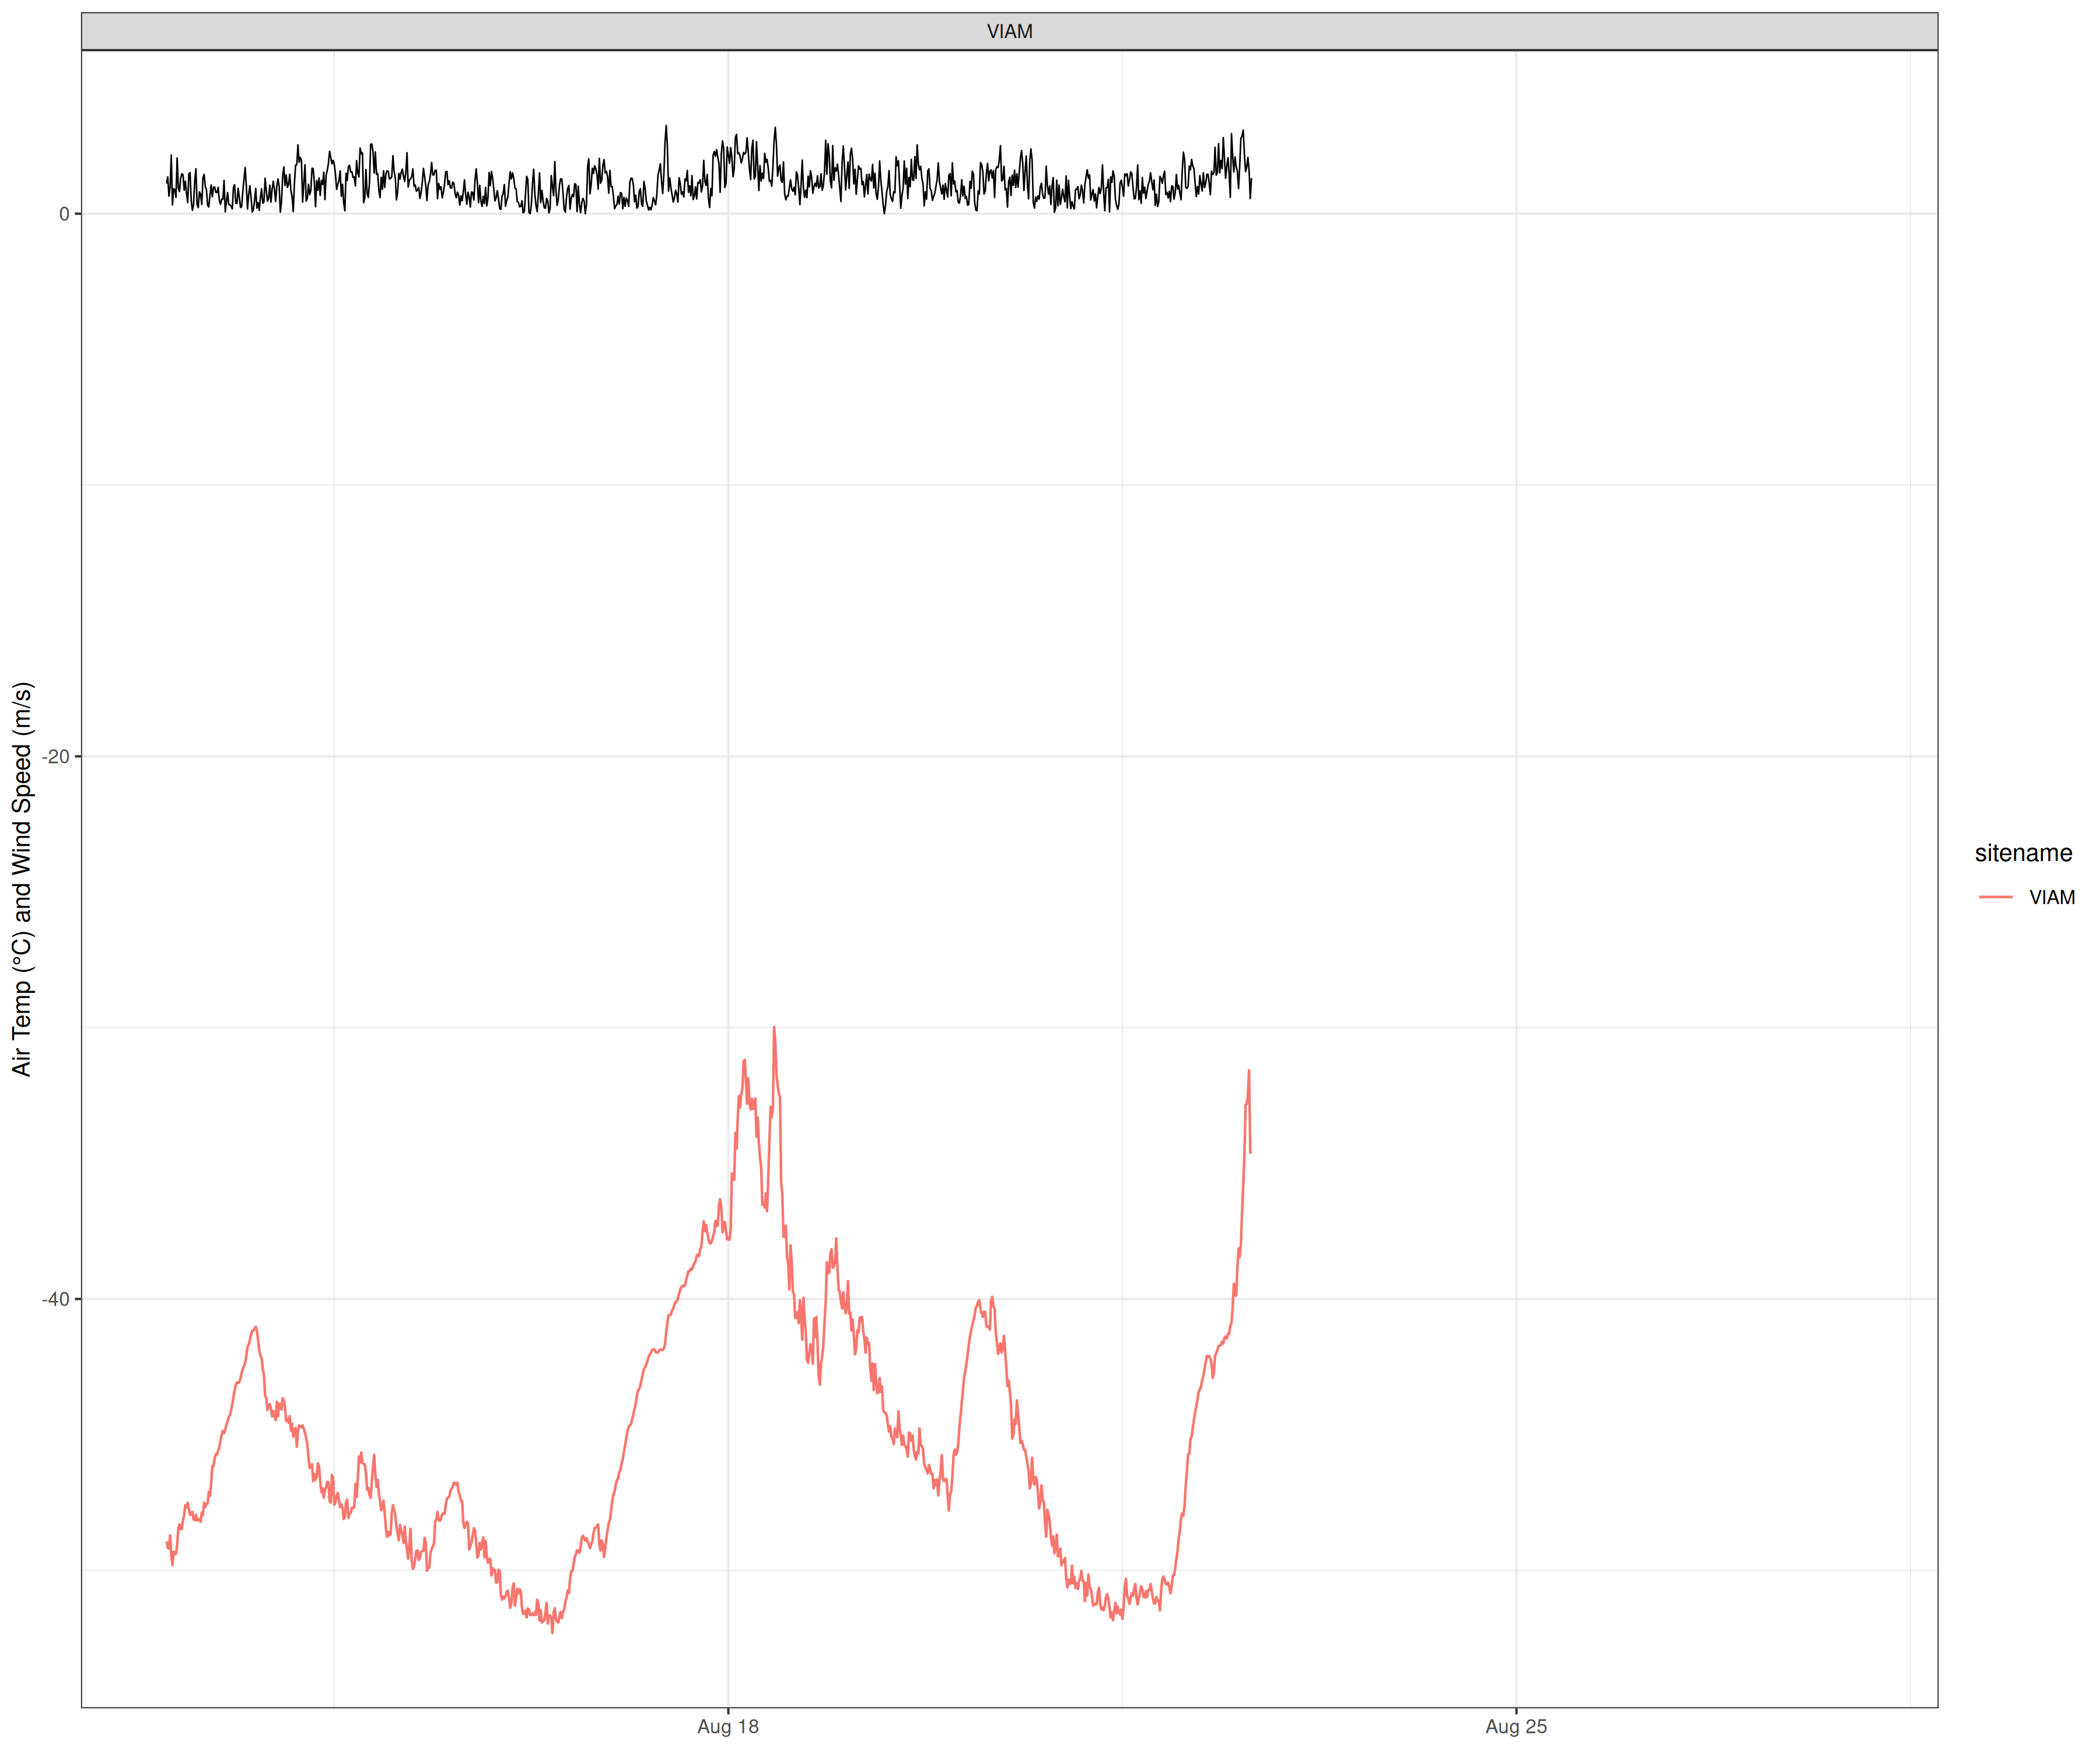 VIAM
0
-20
-40
Air Temp (°C) and Wind Speed (m/s)
Aug 18
Aug 25
sitename
VIAM